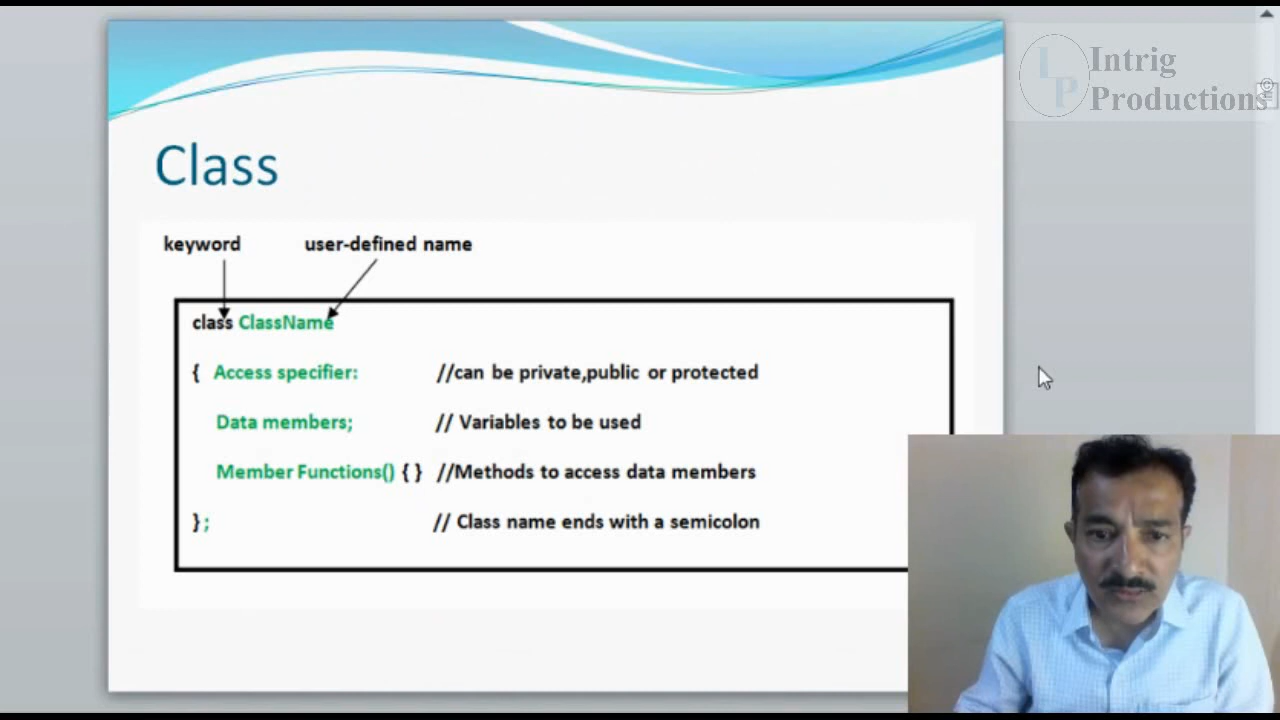 Intrig
LP
Productions
Class
keyword user-defined name
class ClassName
{ Access specifier: //can be private,public or protected
Data members; // Variables to be used
Member Functions() { } //Methods to access data members
} ; // Class name ends with a semicolon